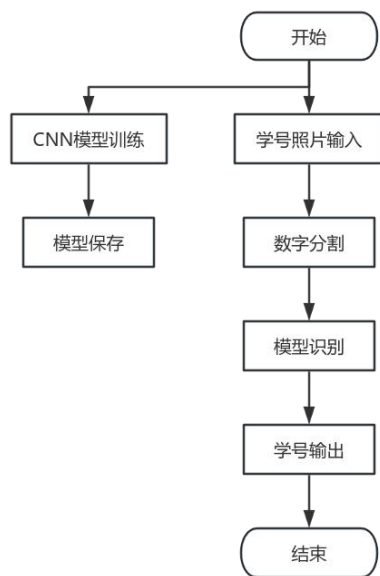 开始
CNN模型训练
学号照片输入
模型保存
数字分割
模型识别
学号输出
结束